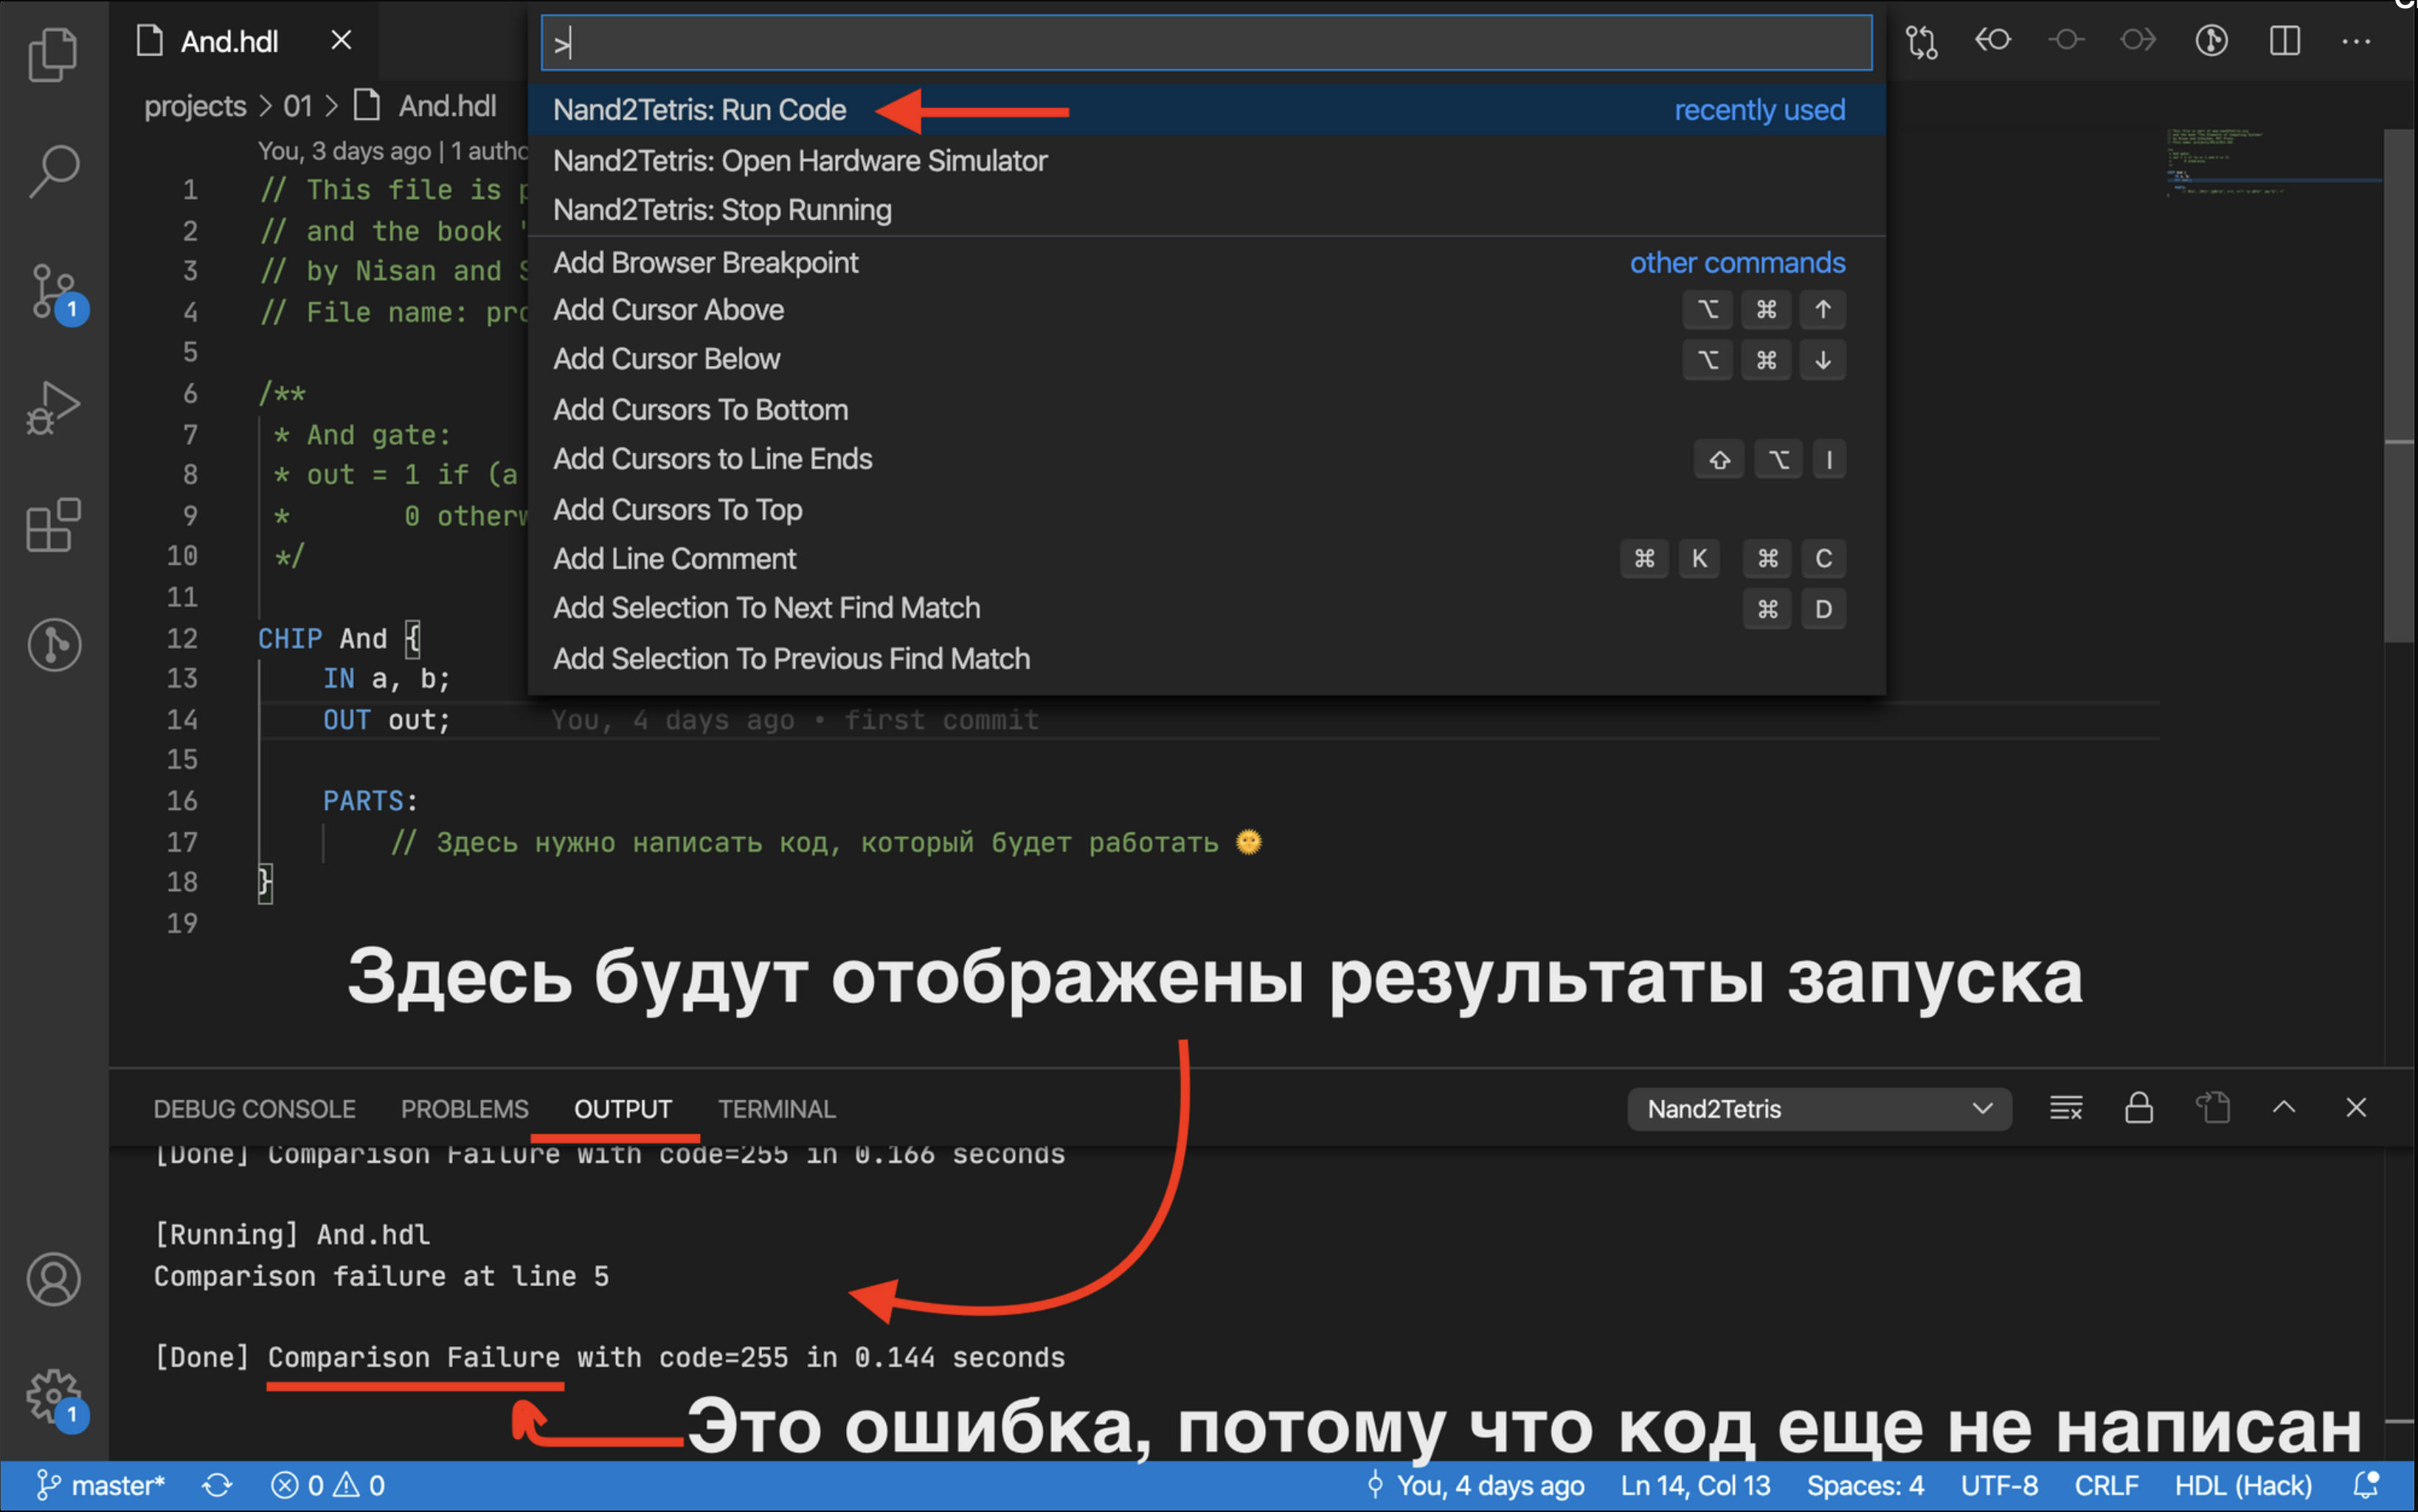 And.hdl
>
projects > 01 > And.hdl
Nand2Tetris: Run Code
recently used
Nand2Tetris: Open Hardware Simulator
Nand2Tetris: Stop Running
Add Browser Breakpoint
other commands
Add Cursor Above
⌥ ⌘ ↑
Add Cursor Below
⌥ ⌘ ↓
Add Cursors To Bottom
Add Cursors to Line Ends
⇧ ⌥ I
Add Cursors To Top
Add Line Comment
⌘ K ⌘ C
Add Selection To Next Find Match
⌘ D
Add Selection To Previous Find Match
You, 3 days ago | 1
1 // This file is
2 // and the book
3 // by Nisan and
4 // File name:
5
6 /**
7 * And gate:
8 * out = 1 if (a
9 * 0
10 */
11
12 CHIP And {
13 IN a, b;
14 OUT out; You, 4 days ago • first commit
15
16 PARTS:
17 // Здесь нужно написать код, который будет работать 🌞
18 }
19
Здесь будут отображены результаты запуска
DEBUG CONSOLE PROBLEMS OUTPUT TERMINAL
Nand2Tetris
[Done] Comparison Failure with code=255 in 0.166 seconds
[Running] And.hdl
Comparison failure at line 5
[Done] Comparison Failure with code=255 in 0.144 seconds
Это ошибка, потому что код еще не написан
1
1
master* 0 0 You, 4 days ago Ln 14, Col 13 Spaces: 4 UTF-8 CRLF HDL (Hack)